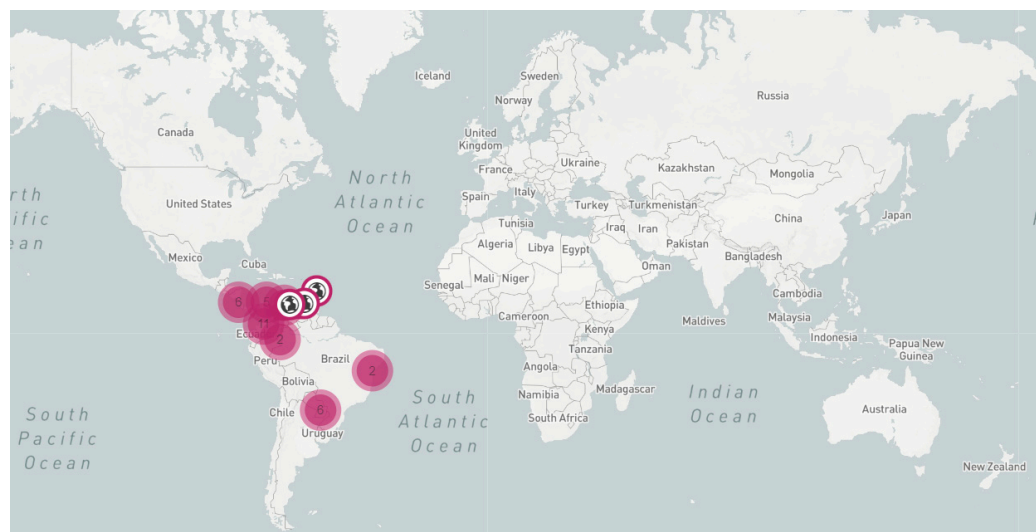 Iceland
Sweden
Norway
Russia
Canada
United
Kingdom
Ukraine
Kazakhstan
Mongolia
France
North
Atlantic
Ocean
Italy
Spain
Turkey
Turkmenistan
United States
China
Japan
Tunisia
Iraq
Iran
Algeria
Libya
Egypt
Pakistan
Mexico
Cuba
Bangladesh
Oman
Mali
Niger
Senegal
Cambodia
6
5
Ethiopia
Cameroon
Malaysia
Maldives
11
Kenya
Indonesia
Papua New
Guinea
2
Tanzania
Peru
Brazil
2
Angola
Bolivia
Madagascar
Indian
Ocean
Namibia
South
Atlantic
Ocean
6
Chile
Australia
South
Pacific
Ocean
South Africa
Uruguay
New Zealand